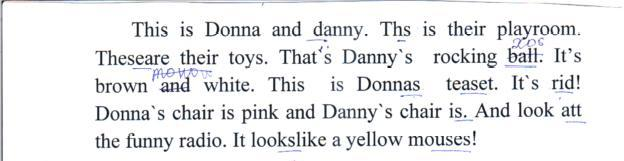 This is Donna and danny. Ths is their playroom.
Theseare their toys. That's Danny`s rocking ball. It's
brown and white. This is Donnas teaset. It`s rid!
Donna`s chair is pink and Danny`s chair is. And look att
the funny radio. It lookslike a yellow mouses!